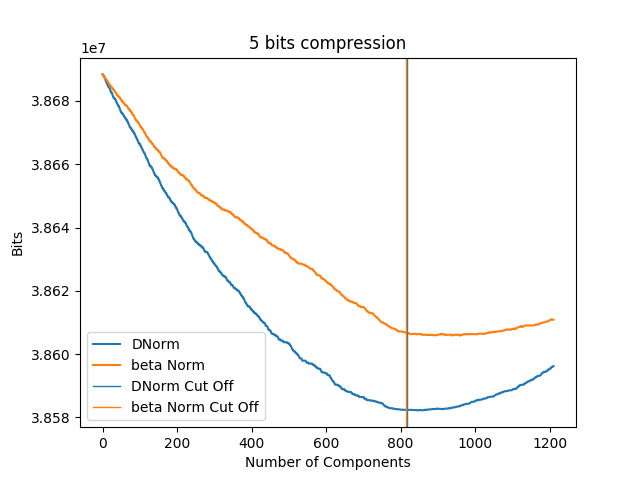 5 bits compression
1e7
3.868
3.866
3.864
3.862
3.860
3.858
Bits
DNorm
beta Norm
DNorm Cut Off
beta Norm Cut Off
0 200 400 600 800 1000 1200
Number of Components